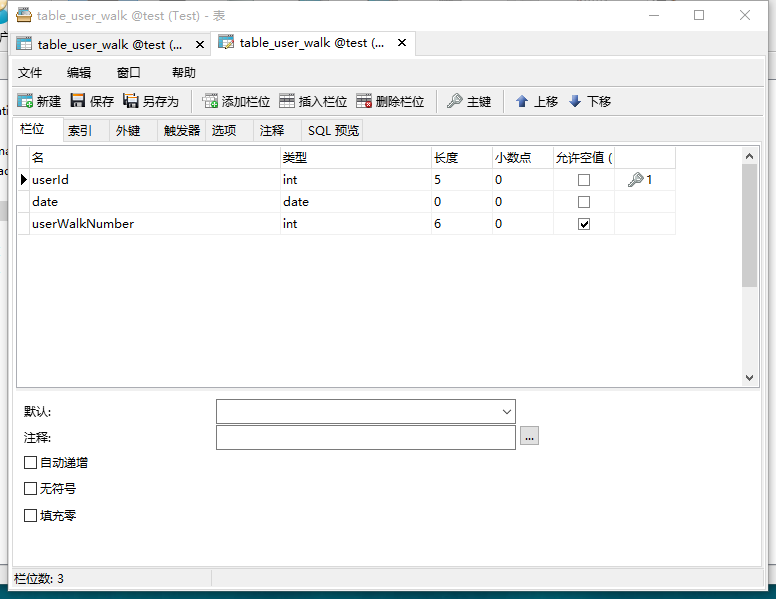 table_user_walk @test (Test) - 表
table_user_walk @test (... table_user_walk @test (...
文件 编辑 窗口 帮助
新建 保存 另存为 添加栏位 插入栏位 删除栏位 主键 上移 下移
栏位 索引 外键 触发器 选项 注释 SQL 预览
名 类型 长度 小数点 允许空值 (
userId int 5 0 1
date date 0 0
userWalkNumber int 6 0
默认:
注释: ...
自动递增
无符号
填充零
栏位数: 3